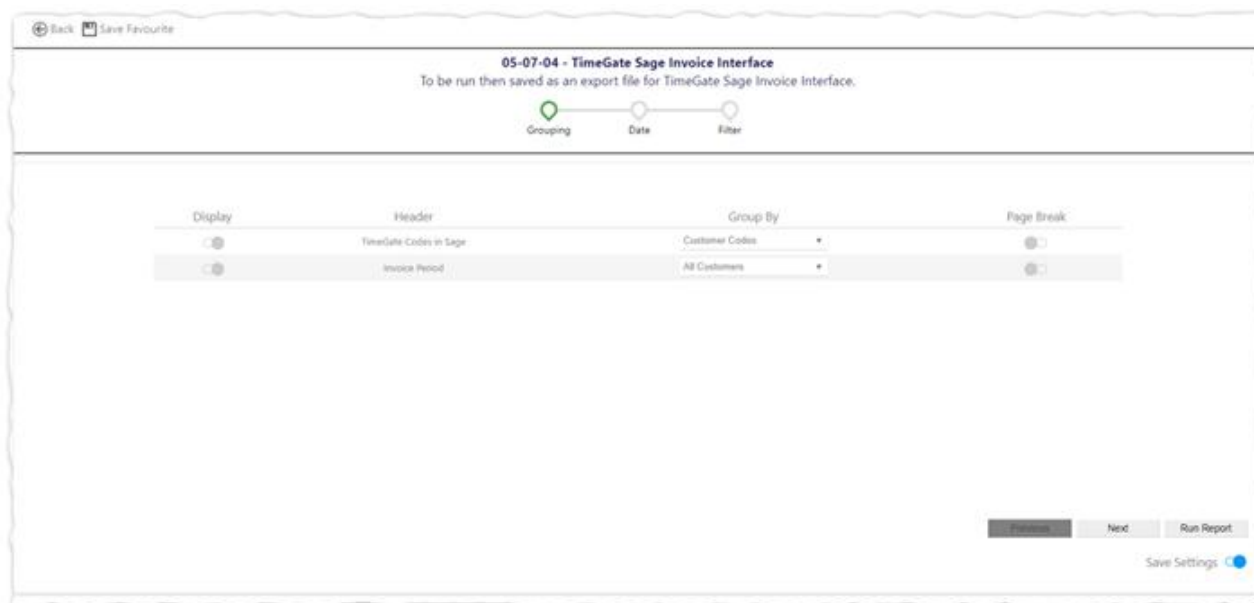 Back Save Favourite
05-07-04 - TimeGate Sage Invoice Interface
To be run then saved as an export file for TimeGate Sage Invoice Interface.
Grouping Date Filter
Display Header Group By Page Break
TimeGate Codes in Sage Customer Codes
Invoice Period All Customers
Previous Next Run Report
Save Settings